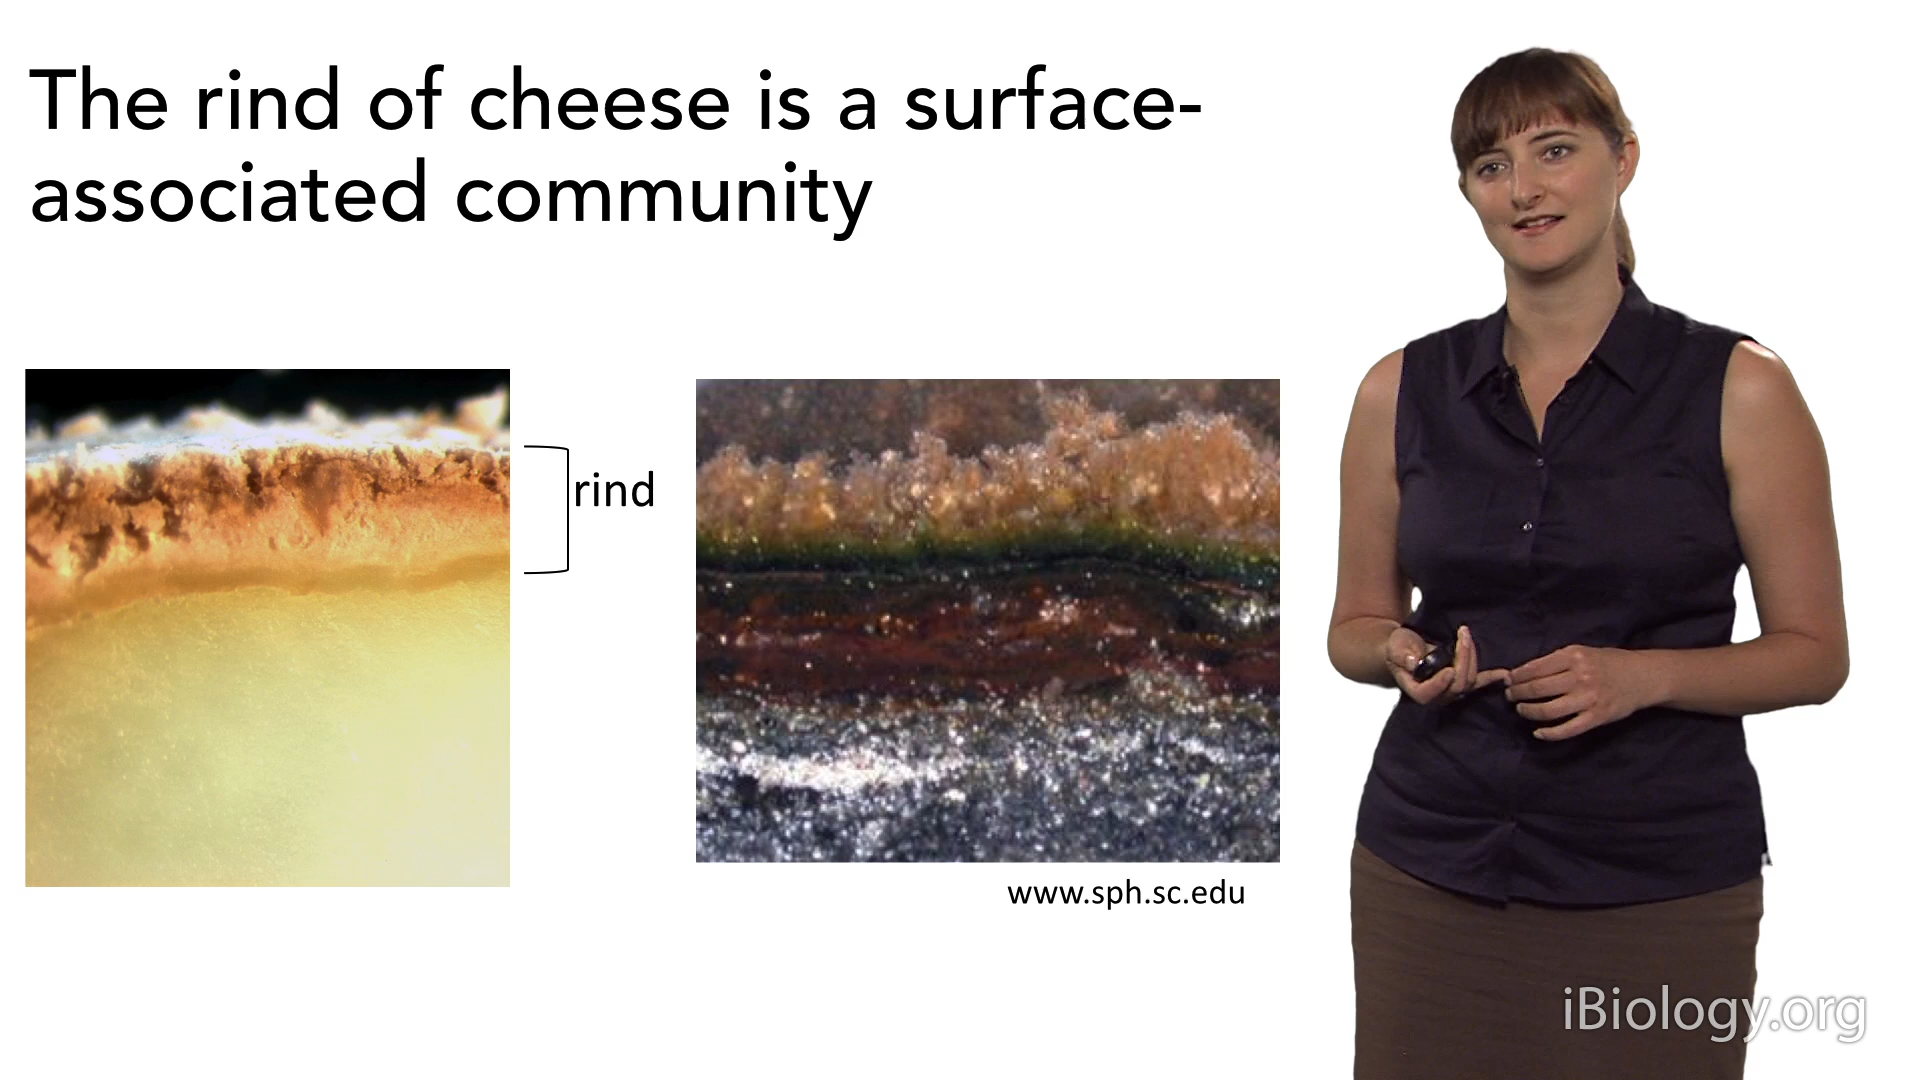 The rind of cheese is a surface-
associated community
rind
www.sph.sc.edu
iBiology.org